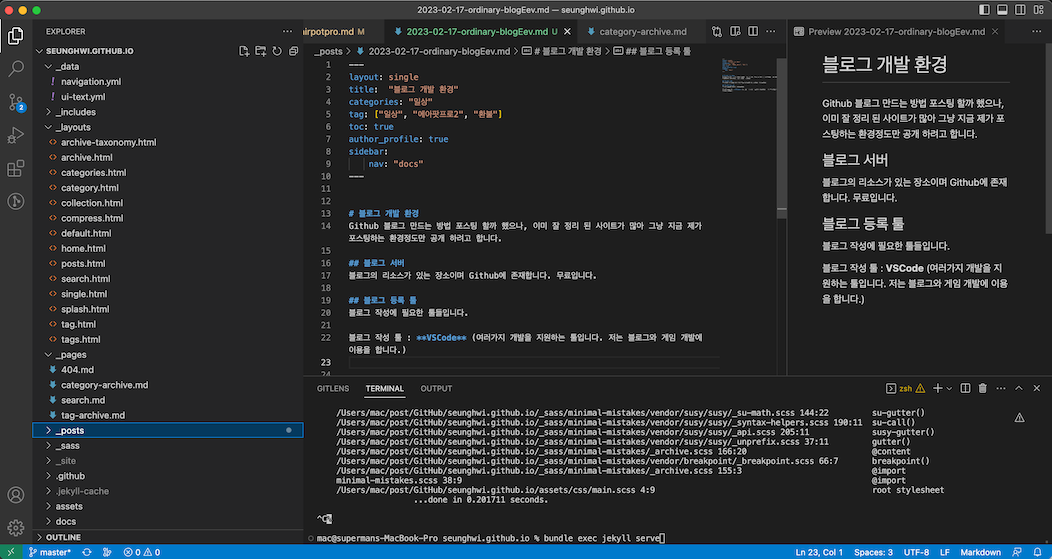 2023-02-17-ordinary-blogEev.md — seunghwi.github.io
EXPLORER
SEUNGHWI.GITHUB.IO
_data
! navigation.yml
! ui-text.yml
_includes
_layouts
<> archive-taxonomy.html
<> archive.html
<> categories.html
<> category.html
<> collection.html
<> compress.html
<> default.html
<> home.html
<> posts.html
<> search.html
<> single.html
<> splash.html
<> tag.html
<> tags.html
_pages
404.md
category-archive.md
search.md
tag-archive.md
_posts
_sass
_site
.github
.jekyll-cache
assets
docs
OUTLINE
2
airpotpro.md M
2023-02-17-ordinary-blogEev.md U
category-archive.md
_posts > 2023-02-17-ordinary-blogEev.md > # 블로그 개발 환경 > ## 블로그 등록 툴
1 ---
2 layout: single
3 title: "블로그 개발 환경"
4 categories: "일상"
5 tag: ["일상", "에어팟프로2", "환불"]
6 toc: true
7 author_profile: true
8 sidebar:
9 nav: "docs"
10 ---
11
12
13 # 블로그 개발 환경
14 Github 블로그 만드는 방법 포스팅 할까 했으나, 이미 잘 정리 된 사이트가 많아 그냥 지금 제가
포스팅하는 환경정도만 공개 하려고 합니다.
15
16 ## 블로그 서버
17 블로그의 리소스가 있는 장소이며 Github에 존재합니다. 무료입니다.
18
19 ## 블로그 등록 툴
20 블로그 작성에 필요한 툴들입니다.
21
22 블로그 작성 툴 : **VSCode** (여러가지 개발을 지원하는 툴입니다. 저는 블로그와 게임 개발에
이용을 합니다.)
23
24
Preview 2023-02-17-ordinary-blogEev.md
블로그 개발 환경
Github 블로그 만드는 방법 포스팅 할까 했으나,
이미 잘 정리 된 사이트가 많아 그냥 지금 제가 포
스팅하는 환경정도만 공개 하려고 합니다.
블로그 서버
블로그의 리소스가 있는 장소이며 Github에 존재
합니다. 무료입니다.
블로그 등록 툴
블로그 작성에 필요한 툴들입니다.
블로그 작성 툴 : VSCode (여러가지 개발을 지
원하는 툴입니다. 저는 블로그와 게임 개발에 이용
을 합니다.)
GITLENS TERMINAL OUTPUT
zsh
/Users/mac/post/GitHub/seunghwi.github.io/_sass/minimal-mistakes/vendor/susy/susy/_su-math.scss 144:22 su-gutter()
/Users/mac/post/GitHub/seunghwi.github.io/_sass/minimal-mistakes/vendor/susy/susy/_syntax-helpers.scss 190:11 su-call()
/Users/mac/post/GitHub/seunghwi.github.io/_sass/minimal-mistakes/vendor/susy/susy/_api.scss 205:11 susy-gutter()
/Users/mac/post/GitHub/seunghwi.github.io/_sass/minimal-mistakes/vendor/susy/susy/_unprefix.scss 37:11 gutter()
/Users/mac/post/GitHub/seunghwi.github.io/_sass/minimal-mistakes/_archive.scss 166:20 @content
/Users/mac/post/GitHub/seunghwi.github.io/_sass/minimal-mistakes/vendor/breakpoint/_breakpoint.scss 66:7 breakpoint()
/Users/mac/post/GitHub/seunghwi.github.io/_sass/minimal-mistakes/_archive.scss 155:3 @import
minimal-mistakes.scss 38:9 @import
/Users/mac/post/GitHub/seunghwi.github.io/assets/css/main.scss 4:9 root stylesheet
...done in 0.201711 seconds.
mac@supermans-MacBook-Pro seunghwi.github.io % bundle exec jekyll serve
master* 0 0 Ln 23, Col 1 Spaces: 3 UTF-8 LF Markdown